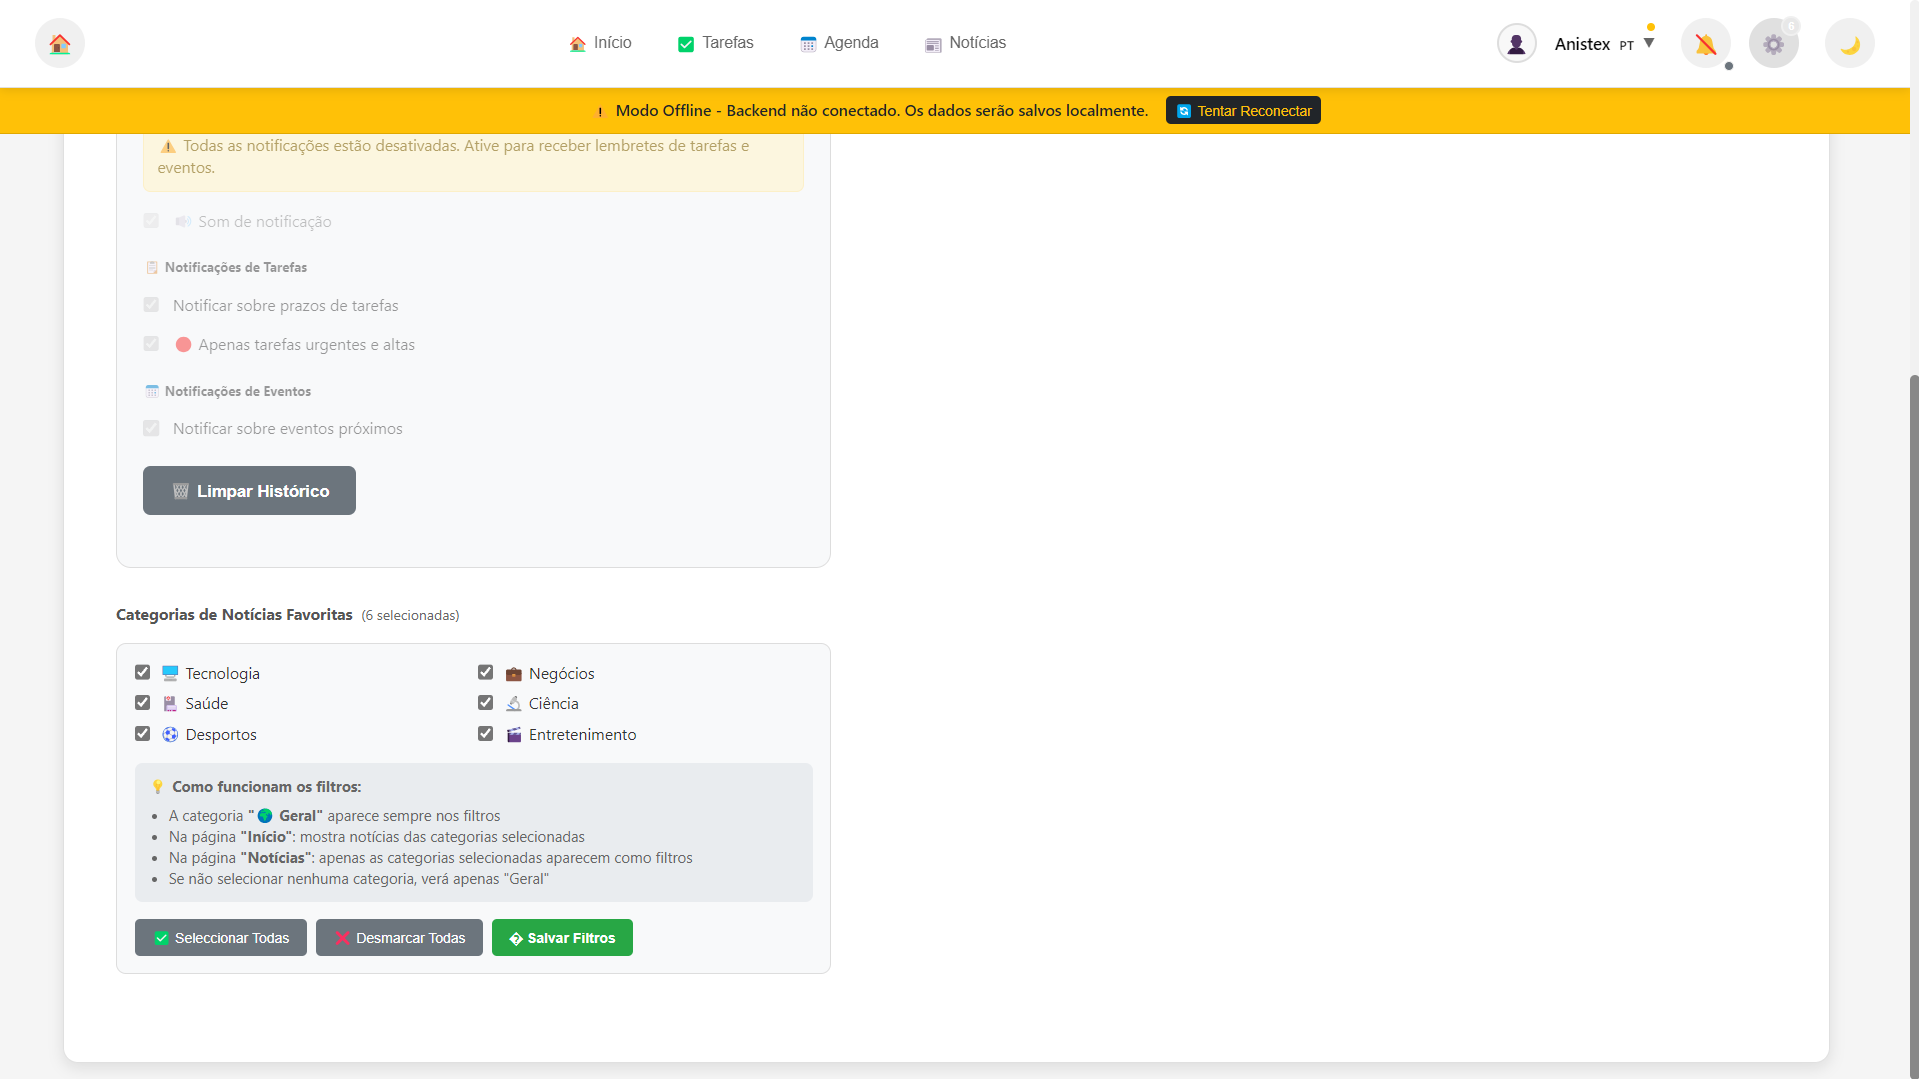 Início
Tarefas
Agenda
Notícias
Anistex PT ▼
6
Modo Offline - Backend não conectado. Os dados serão salvos localmente.
Tentar Reconectar
Todas as notificações estão desativadas. Ative para receber lembretes de tarefas e
eventos.
Som de notificação
Notificações de Tarefas
Notificar sobre prazos de tarefas
Apenas tarefas urgentes e altas
Notificações de Eventos
Notificar sobre eventos próximos
Limpar Histórico
Categorias de Notícias Favoritas (6 selecionadas)
Tecnologia
Negócios
Saúde
Ciência
Desportos
Entretenimento
Como funcionam os filtros:
• A categoria "🌍 Geral" aparece sempre nos filtros
• Na página "Início": mostra notícias das categorias selecionadas
• Na página "Notícias": apenas as categorias selecionadas aparecem como filtros
• Se não selecionar nenhuma categoria, verá apenas "Geral"
Seleccionar Todas
Desmarcar Todas
� Salvar Filtros